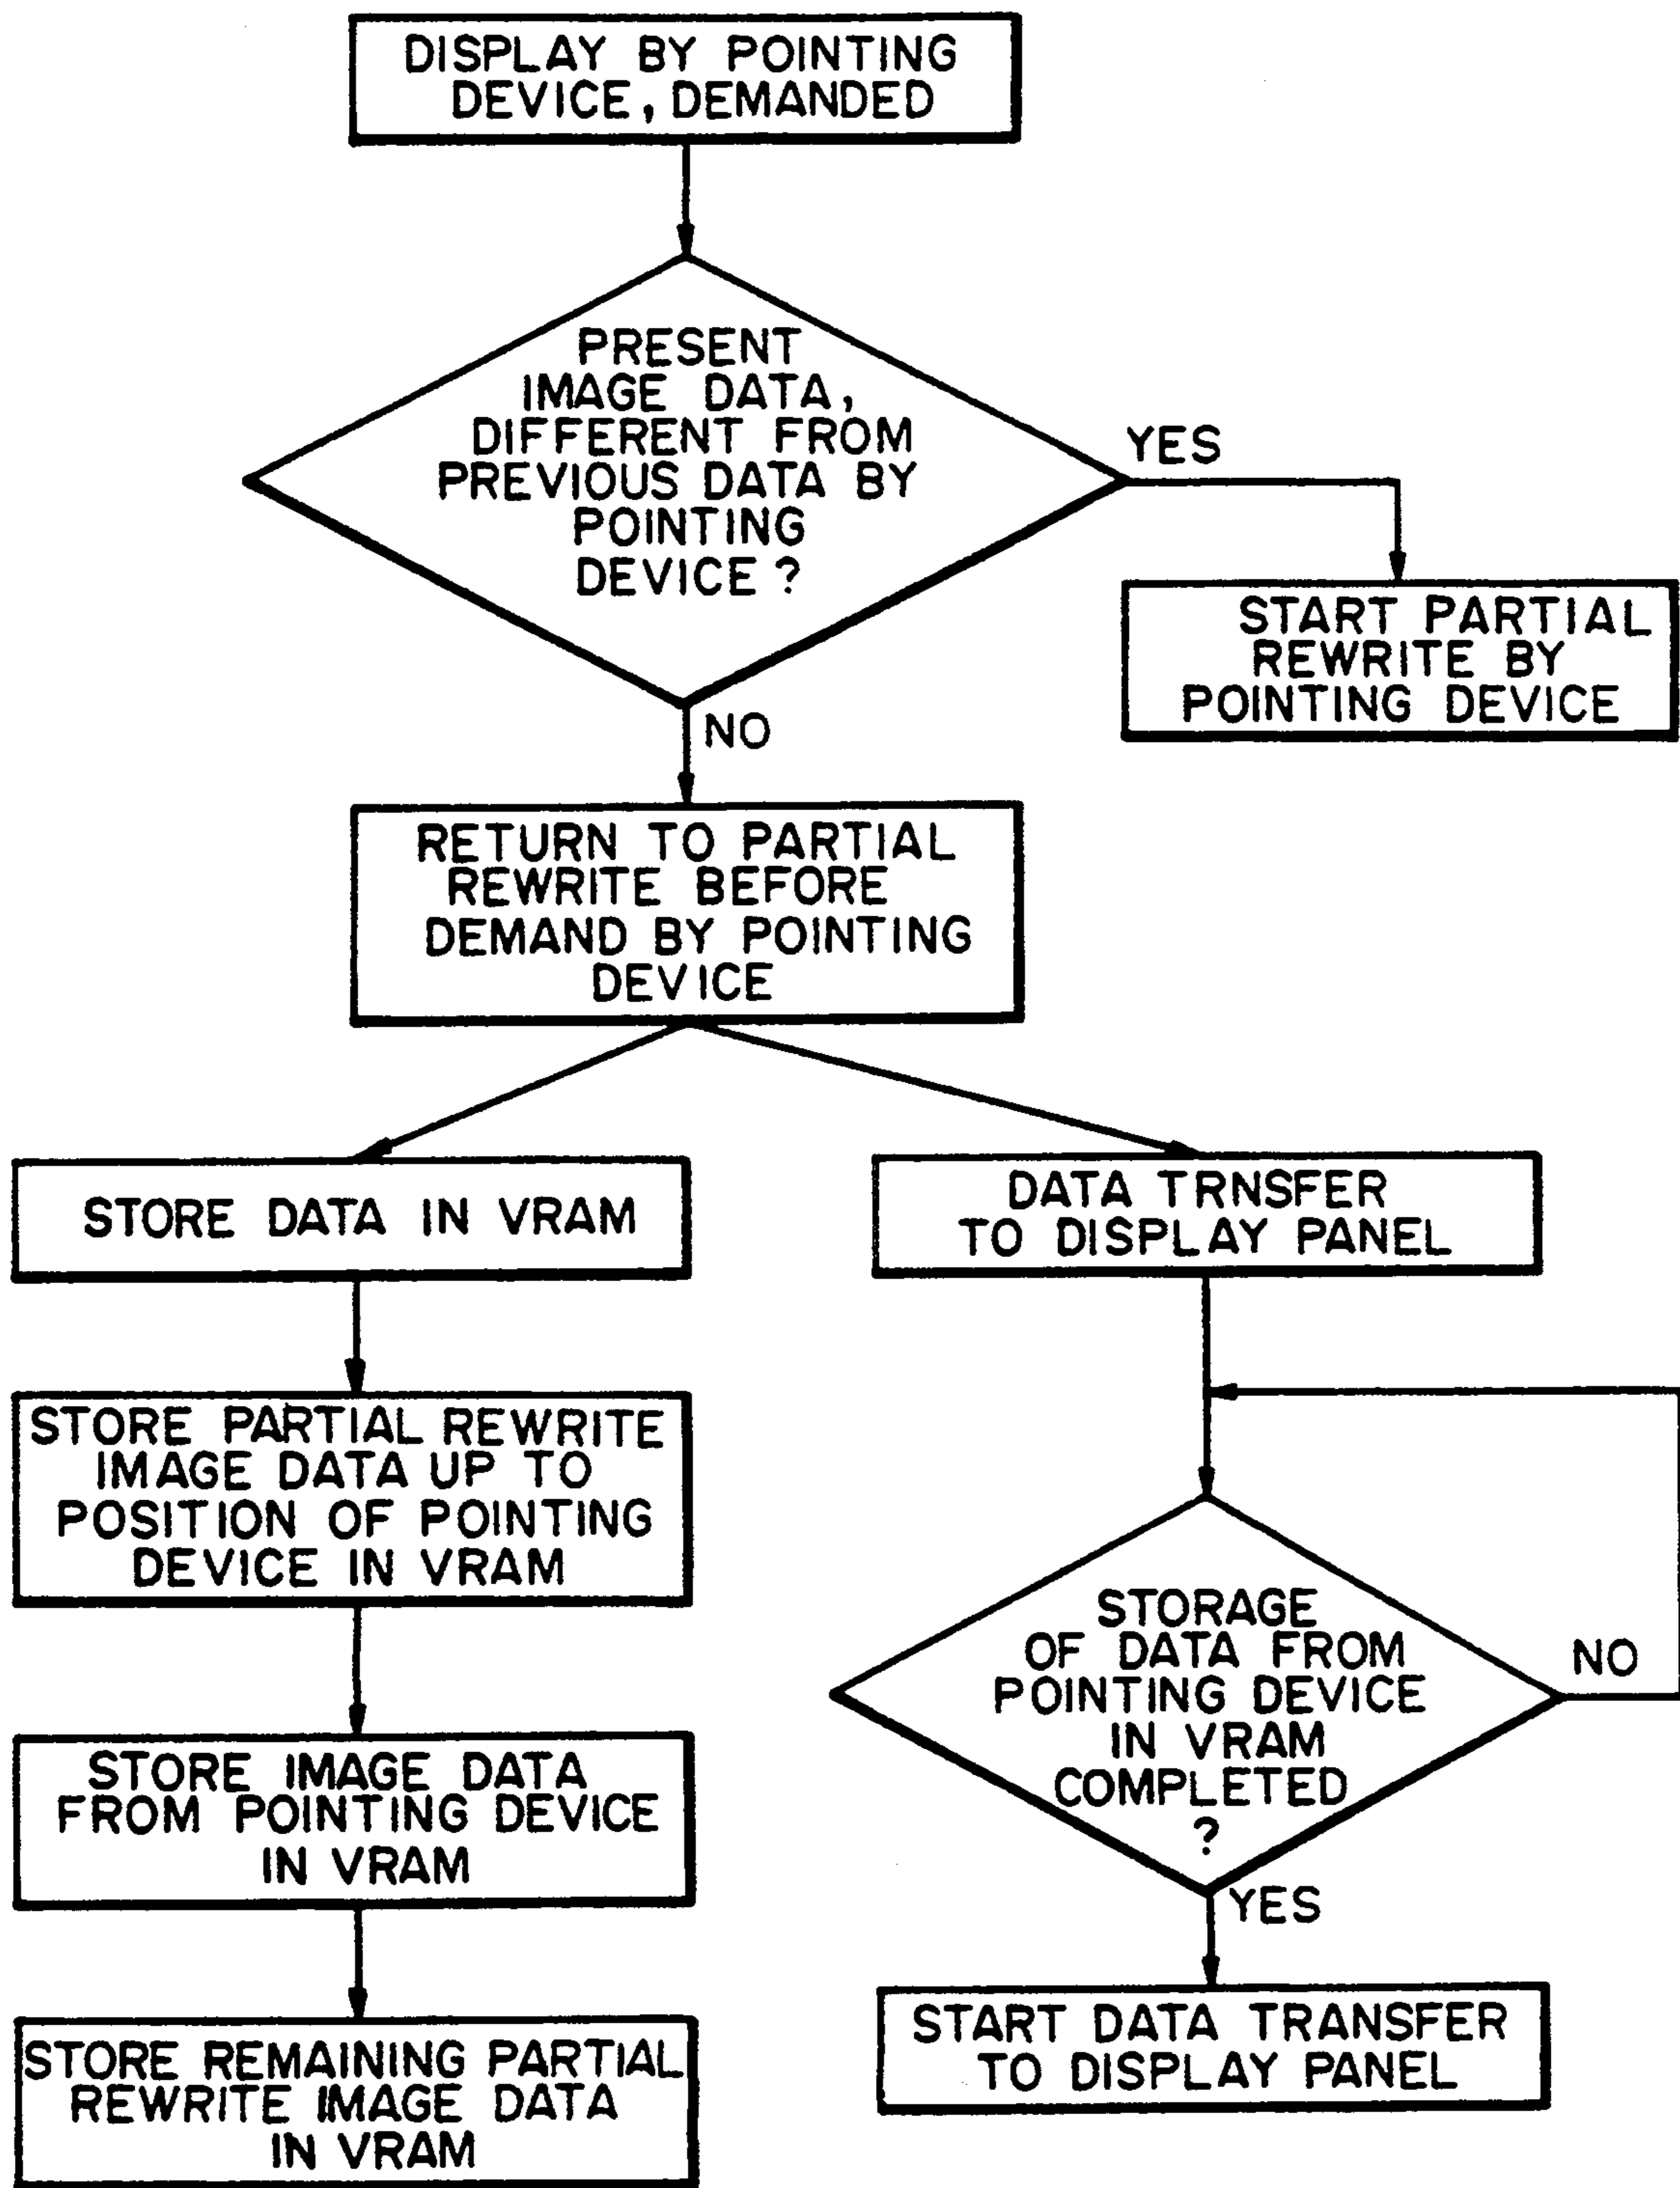 DISPLAY BY POINTING
DEVICE, DEMANDED
PRESENT
IMAGE DATA,
DIFFERENT FROM
PREVIOUS DATA BY
POINTING
DEVICE ?
YES
START PARTIAL
REWRITE BY
POINTING DEVICE
NO
RETURN TO PARTIAL
REWRITE BEFORE
DEMAND BY POINTING
DEVICE
STORE DATA IN VRAM
STORE PARTIAL REWRITE
IMAGE DATA UP TO
POSITION OF POINTING
DEVICE IN VRAM
STORE IMAGE DATA
FROM POINTING DEVICE
IN VRAM
STORE REMAINING PARTIAL
REWRITE IMAGE DATA
IN VRAM
DATA TRNSFER
TO DISPLAY PANEL
STORAGE
OF DATA FROM
POINTING DEVICE
IN VRAM
COMPLETED
?
NO
YES
START DATA TRANSFER
TO DISPLAY PANEL